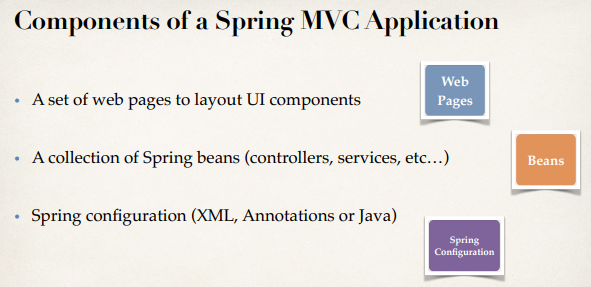 Components of a Spring MVC Application
• A set of web pages to layout UI components
Web
Pages
• A collection of Spring beans (controllers, services, etc…)
Beans
• Spring configuration (XML, Annotations or Java)
Spring
Configuration